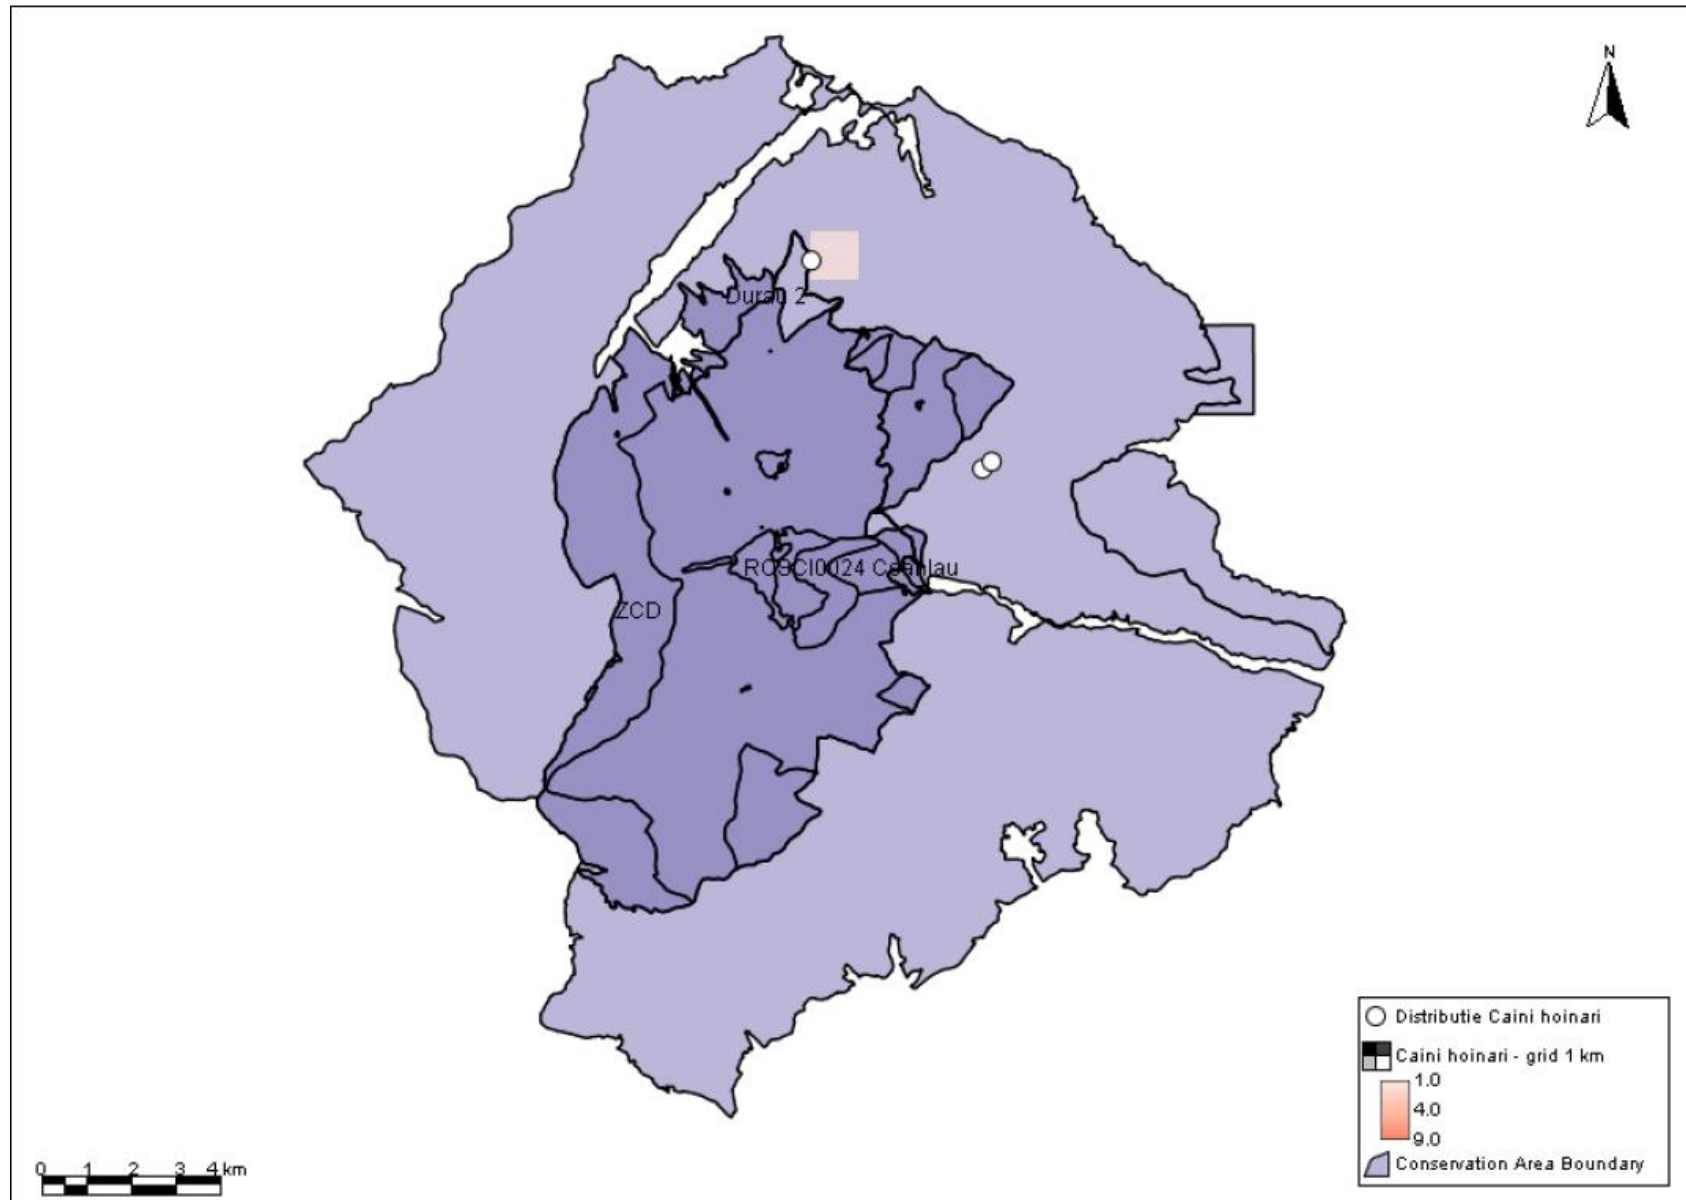 N
Durau 2
ROSCI0024 Ceahlau
ZCD
Distributie Caini hoinari
Caini hoinari - grid 1 km
1.0
4.0
9.0
Conservation Area Boundary
0 1 2 3 4 km